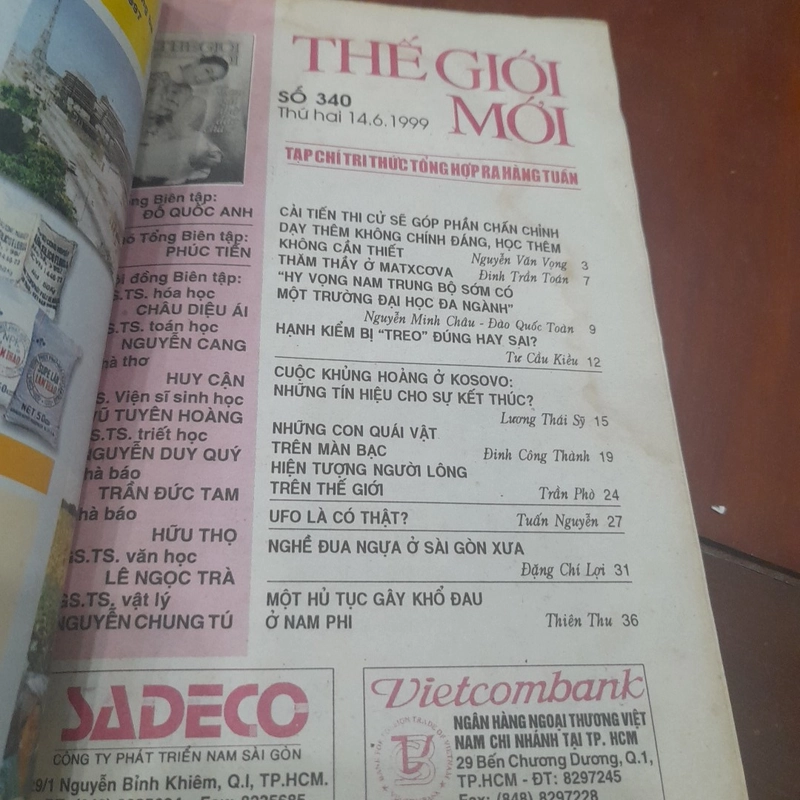 THẾ GIỚI
MỚI
SỐ 340
Thứ hai 14.6.1999
TẠP CHÍ TRI THỨC TỔNG HỢP RA HÀNG TUẦN
THẾ GIỚI
Biên tập:
ĐỖ QUỐC ANH
Tổng Biên tập:
PHÚC TIẾN
đồng Biên tập:
S.TS. hóa học
CHÂU DIỆU ÁI
S.TS. toán học
NGUYỄN CANG
thơ
HUY CẬN
S.TS. Viện sĩ sinh học
VŨ TUYÊN HOÀNG
S.TS. triết học
NGUYỄN DUY QUÝ
báo
TRẦN ĐỨC TAM
báo
HỮU THỌ
GS.TS. văn học
LÊ NGỌC TRÀ
GS.TS. vật lý
NGUYỄN CHUNG TÚ
CẢI TIẾN THI CỬ SẼ GÓP PHẦN CHẤN CHỈNH
DẠY THÊM KHÔNG CHÍNH ĐÁNG, HỌC THÊM
KHÔNG CẦN THIẾT Nguyễn Văn Vọng 3
THĂM THẦY Ở MATXCOVA Đinh Trần Toán 7
"HY VỌNG NAM TRUNG BỘ SỚM CÓ
MỘT TRƯỜNG ĐẠI HỌC ĐA NGÀNH"
Nguyễn Minh Châu - Đào Quốc Toàn 9
HẠNH KIỂM BỊ "TREO" ĐÚNG HAY SAI?
Tư Cầu Kiều 12
CUỘC KHỦNG HOẢNG Ở KOSOVO:
NHỮNG TÍN HIỆU CHO SỰ KẾT THÚC?
Lương Thái Sỹ 15
NHỮNG CON QUÁI VẬT
TRÊN MÀN BẠC Đinh Công Thành 19
HIỆN TƯỢNG NGƯỜI LÔNG
TRÊN THẾ GIỚI Trần Phò 24
UFO LÀ CÓ THẬT? Tuấn Nguyễn 27
NGHỀ ĐUA NGỰA Ở SÀI GÒN XƯA
Đặng Chí Lợi 31
MỘT HỦ TỤC GÂY KHỔ ĐAU
Ở NAM PHI Thiên Thu 36
SADECO
CÔNG TY PHÁT TRIỂN NAM SÀI GÒN
29/1 Nguyễn Bỉnh Khiêm, Q.I, TP.HCM.
Vietcombank
NGÂN HÀNG NGOẠI THƯƠNG VIỆT
NAM CHI NHÁNH TẠI TP. HCM
29 Bến Chương Dương, Q.1,
TP.HCM - ĐT: 8297245
Fax: (848) 8297228